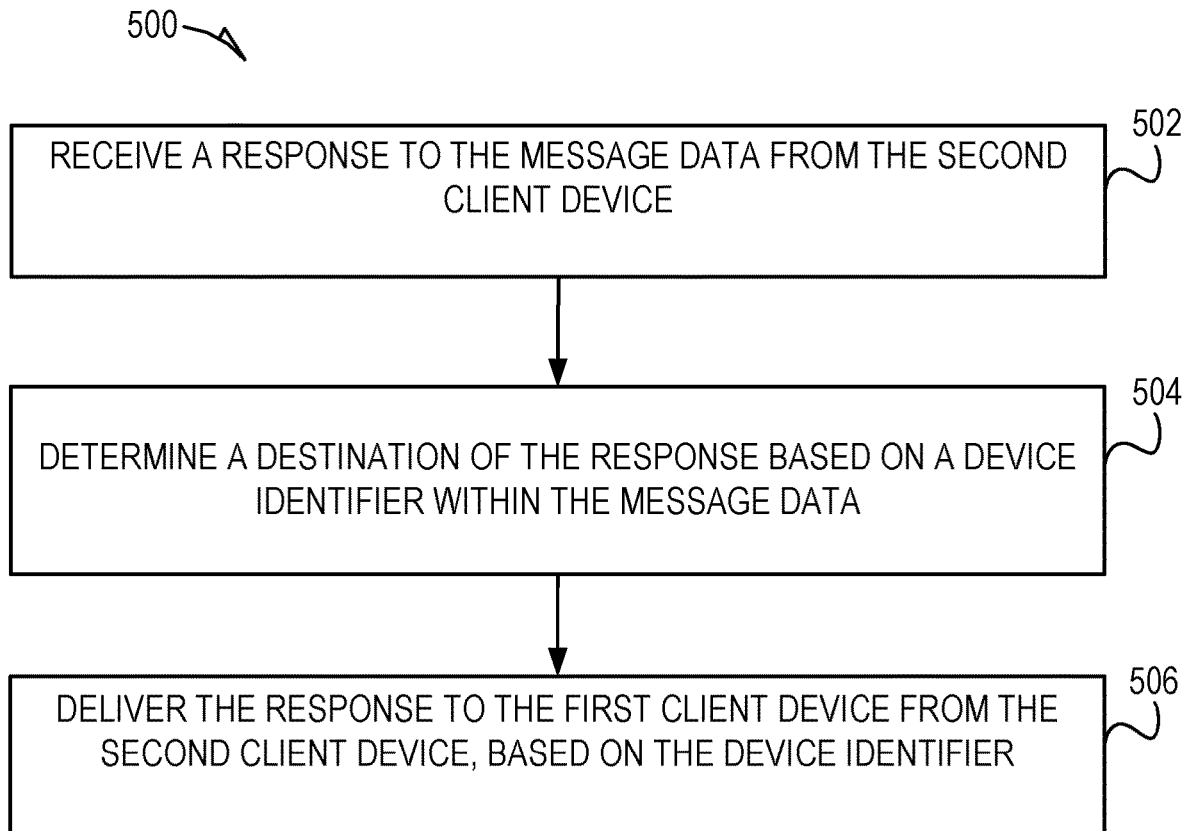 500
502
RECEIVE A RESPONSE TO THE MESSAGE DATA FROM THE SECOND
CLIENT DEVICE
504
DETERMINE A DESTINATION OF THE RESPONSE BASED ON A DEVICE
IDENTIFIER WITHIN THE MESSAGE DATA
506
DELIVER THE RESPONSE TO THE FIRST CLIENT DEVICE FROM THE
SECOND CLIENT DEVICE, BASED ON THE DEVICE IDENTIFIER